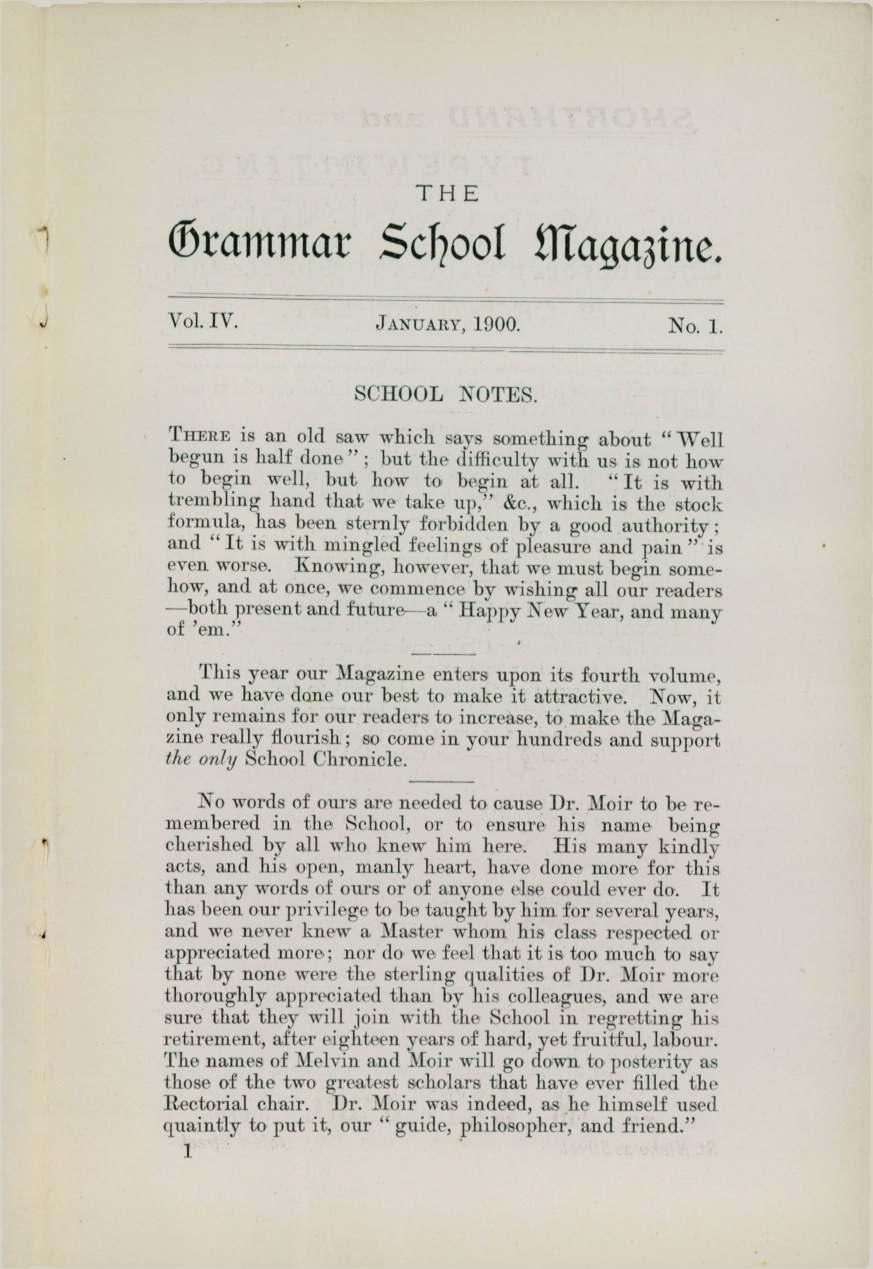 THE
Grammar School Magazine.
Vol. IV. JANUARY, 1900. No. 1.
SCHOOL NOTES.
THERE is an old saw which says something about "Well
begun is half done"; but the difficulty with us is not how
to begin well, but how to begin at all. "It is with
trembling hand that we take up," &c., which is the stock
formula, has been sternly forbidden by a good authority;
and "It is with mingled feelings of pleasure and pain" is
even worse. Knowing, however, that we must begin some-
how, and at once, we commence by wishing all our readers
—both present and future—a "Happy New Year, and many
of 'em."
This year our Magazine enters upon its fourth volume,
and we have done our best to make it attractive. Now, it
only remains for our readers to increase, to make the Maga-
zine really flourish; so come in your hundreds and support
the only School Chronicle.
No words of ours are needed to cause Dr. Moir to be re-
membered in the School, or to ensure his name being
cherished by all who knew him here. His many kindly
acts, and his open, manly heart, have done more for this
than any words of ours or of anyone else could ever do. It
has been our privilege to be taught by him for several years,
and we never knew a Master whom his class respected or
appreciated more; nor do we feel that it is too much to say
that by none were the sterling qualities of Dr. Moir more
thoroughly appreciated than by his colleagues, and we are
sure that they will join with the School in regretting his
retirement, after eighteen years of hard, yet fruitful, labour.
The names of Melvin and Moir will go down to posterity as
those of the two greatest scholars that have ever filled the
Rectorial chair. Dr. Moir was indeed, as he himself used
quaintly to put it, our "guide, philosopher, and friend."
1